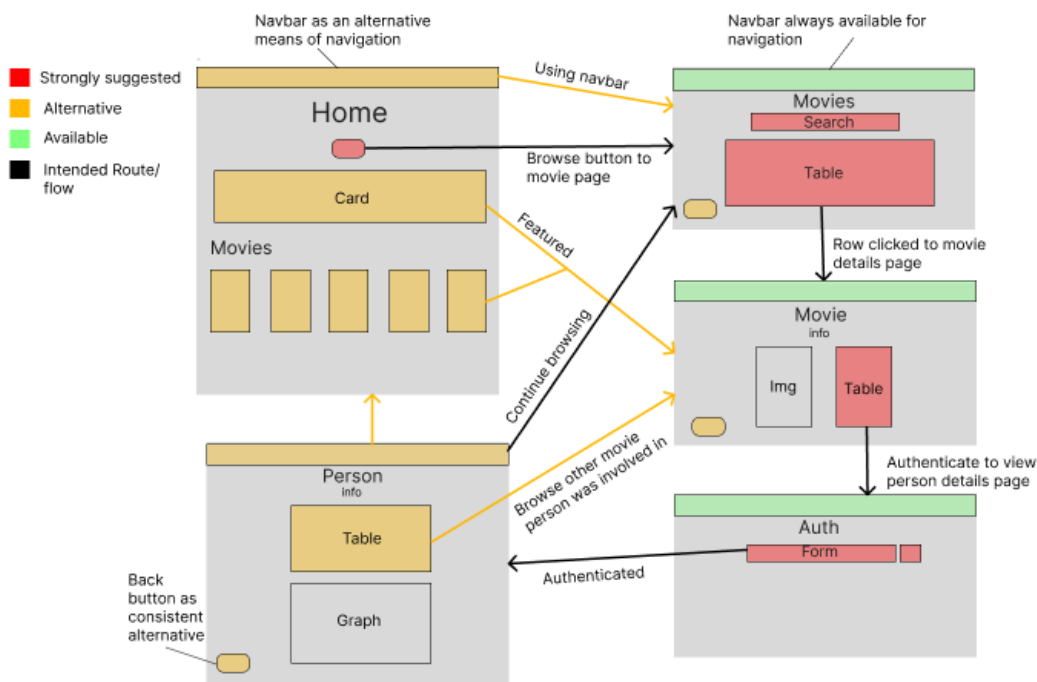 Navbar as an alternative
means of navigation
Navbar always available for
navigation
Strongly suggested
Alternative
Available
Intended Route/
flow
Home
Card
Movies
Using navbar
Browse button to
movie page
Featured
Movies
Search
Table
Row clicked to movie
details page
Movie
info
Img
Table
Continue browsing
Browse other movie
person was involved in
Authenticate to view
person details page
Person
Info
Table
Graph
Auth
Form
Authenticated
Back
button as
consistent
alternative